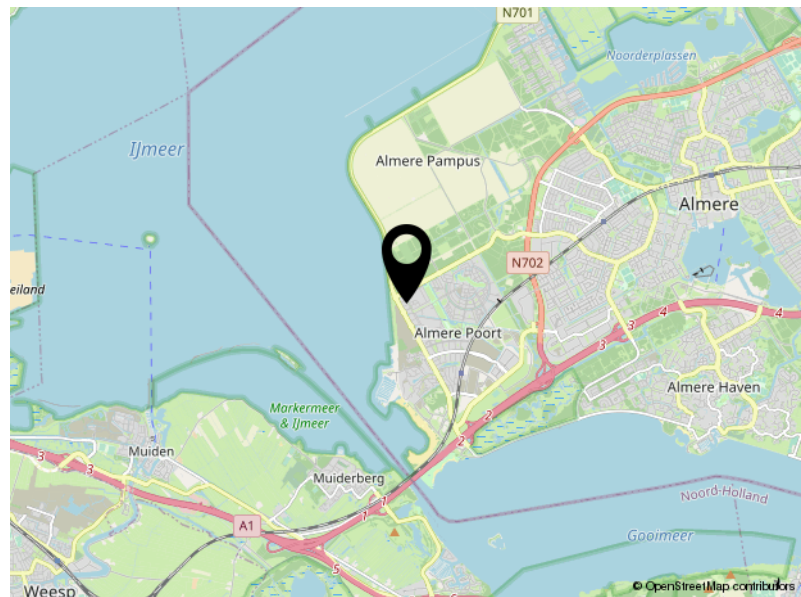 N701
Noorderplassen
IJmeer
Almere Pampus
Almere
N702
eiland
Almere Poort
3
4
4
3
Almere Haven
2
Markermeer
& IJmeer
2
3
3
Muiden
Muiderberg
1
1
Noord-Holland
A1
Gooimeer
5
Weesp
© OpenStreetMap contributors